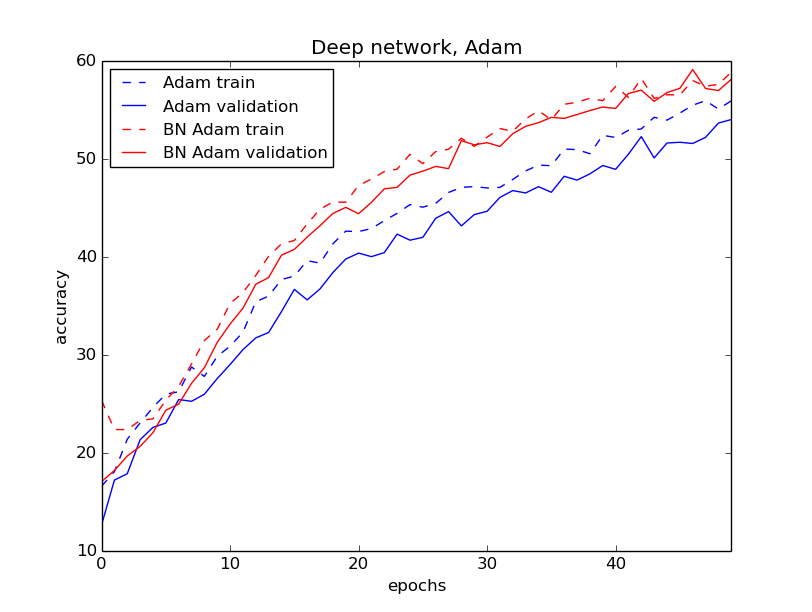 Deep network, Adam
Adam train
Adam validation
BN Adam train
BN Adam validation
60
50
40
30
20
10
accuracy
0
10
20
30
40
epochs